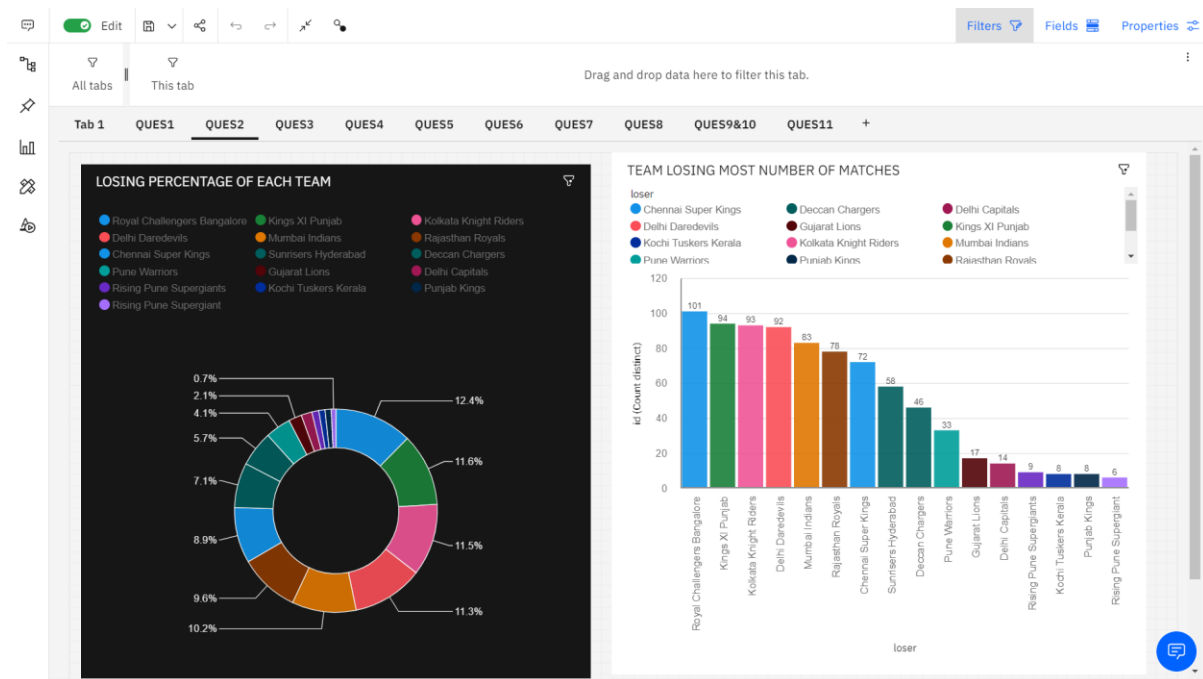 Edit
Filters Fields Properties
All tabs This tab
Drag and drop data here to filter this tab.
Tab 1 QUES1 QUES2 QUES3 QUES4 QUES5 QUES6 QUES7 QUES8 QUES9&10 QUES11 +
LOSING PERCENTAGE OF EACH TEAM
Royal Challengers Bangalore Kings XI Punjab Kolkata Knight Riders
Delhi Daredevils Mumbai Indians Rajasthan Royals
Chennai Super Kings Sunrisers Hyderabad Deccan Chargers
Pune Warriors Gujarat Lions Delhi Capitals
Rising Pune Supergiants Kochi Tuskers Kerala Punjab Kings
Rising Pune Supergiant
0.7%
2.1%
4.1%
5.7%
7.1%
8.9%
9.6%
10.2%
12.4%
11.6%
11.5%
11.3%
TEAM LOSING MOST NUMBER OF MATCHES
loser
Chennai Super Kings Deccan Chargers Delhi Capitals
Delhi Daredevils Gujarat Lions Kings XI Punjab
Kochi Tuskers Kerala Kolkata Knight Riders Mumbai Indians
Pune Warriors Punjab Kings Rajasthan Royals
id (Count distinct)
120
100
80
60
40
20
0
101 94 93 92 83 78 72 58 46 33 17 14 9 8 8 6
Royal Challengers Bangalore
Kings XI Punjab
Kolkata Knight Riders
Delhi Daredevils
Mumbai Indians
Rajasthan Royals
Chennai Super Kings
Sunrisers Hyderabad
Deccan Chargers
Pune Warriors
Gujarat Lions
Delhi Capitals
Rising Pune Supergiants
Kochi Tuskers Kerala
Punjab Kings
Rising Pune Supergiant
loser